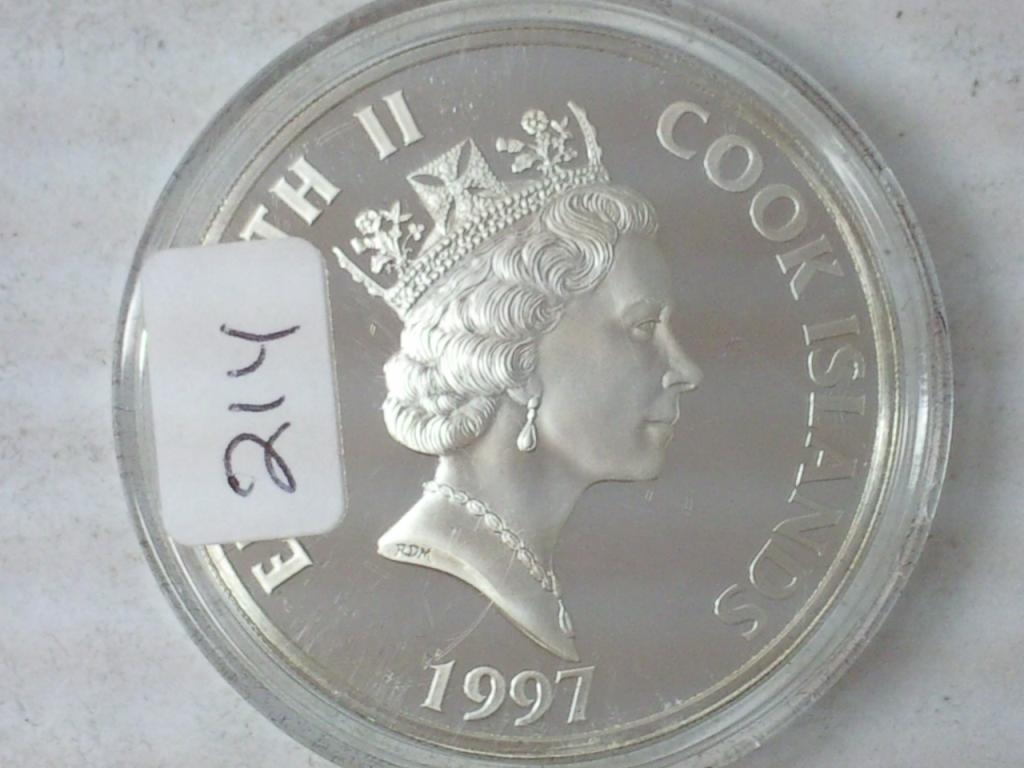 E TH II
COOK ISLANDS
214
RDM
1997